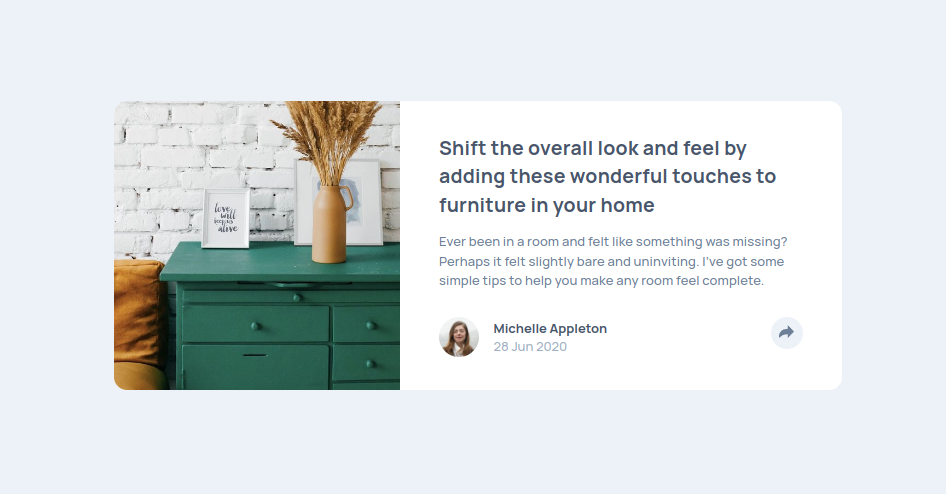 love
will
keep us
alive
Shift the overall look and feel by
adding these wonderful touches to
furniture in your home
Ever been in a room and felt like something was missing?
Perhaps it felt slightly bare and uninviting. I've got some
simple tips to help you make any room feel complete.
Michelle Appleton
28 Jun 2020